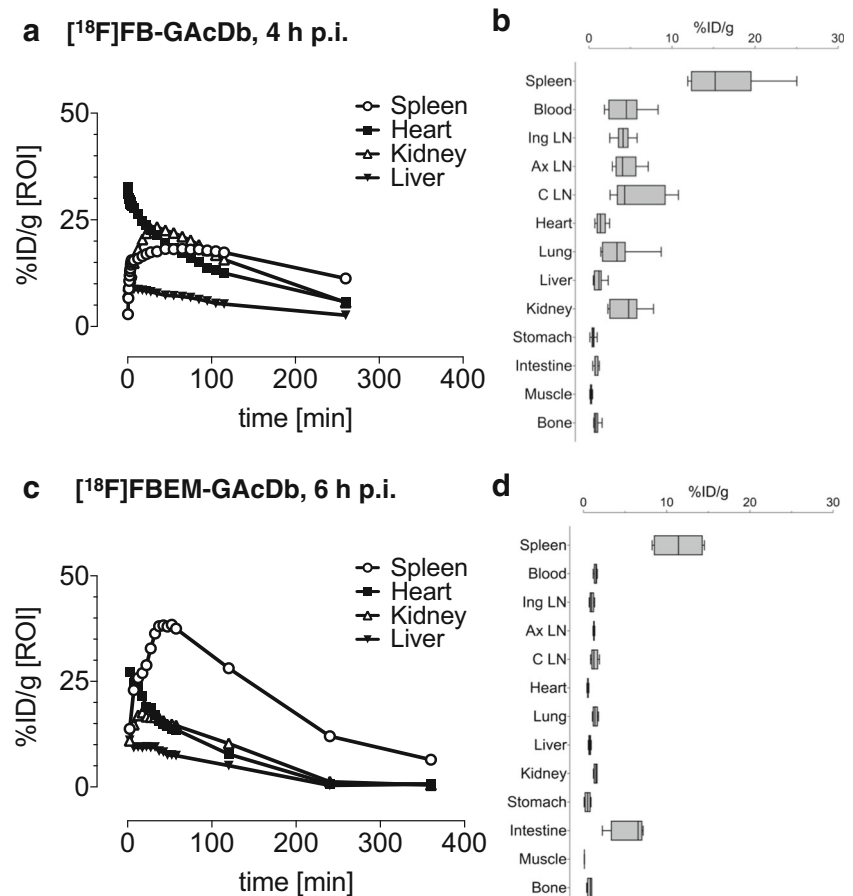 a [¹⁸F]FB-GAcDb, 4 h p.i.
%ID/g [ROI]
50
25
0
0 100 200 300 400
time [min]
Spleen
Heart
Kidney
Liver
b
%ID/g
0 10 20 30
Spleen
Blood
Ing LN
Ax LN
C LN
Heart
Lung
Liver
Kidney
Stomach
Intestine
Muscle
Bone
c [¹⁸F]FBEM-GAcDb, 6 h p.i.
%ID/g [ROI]
50
25
0
0 100 200 300 400
time [min]
Spleen
Heart
Kidney
Liver
d
%ID/g
0 10 20 30
Spleen
Blood
Ing LN
Ax LN
C LN
Heart
Lung
Liver
Kidney
Stomach
Intestine
Muscle
Bone